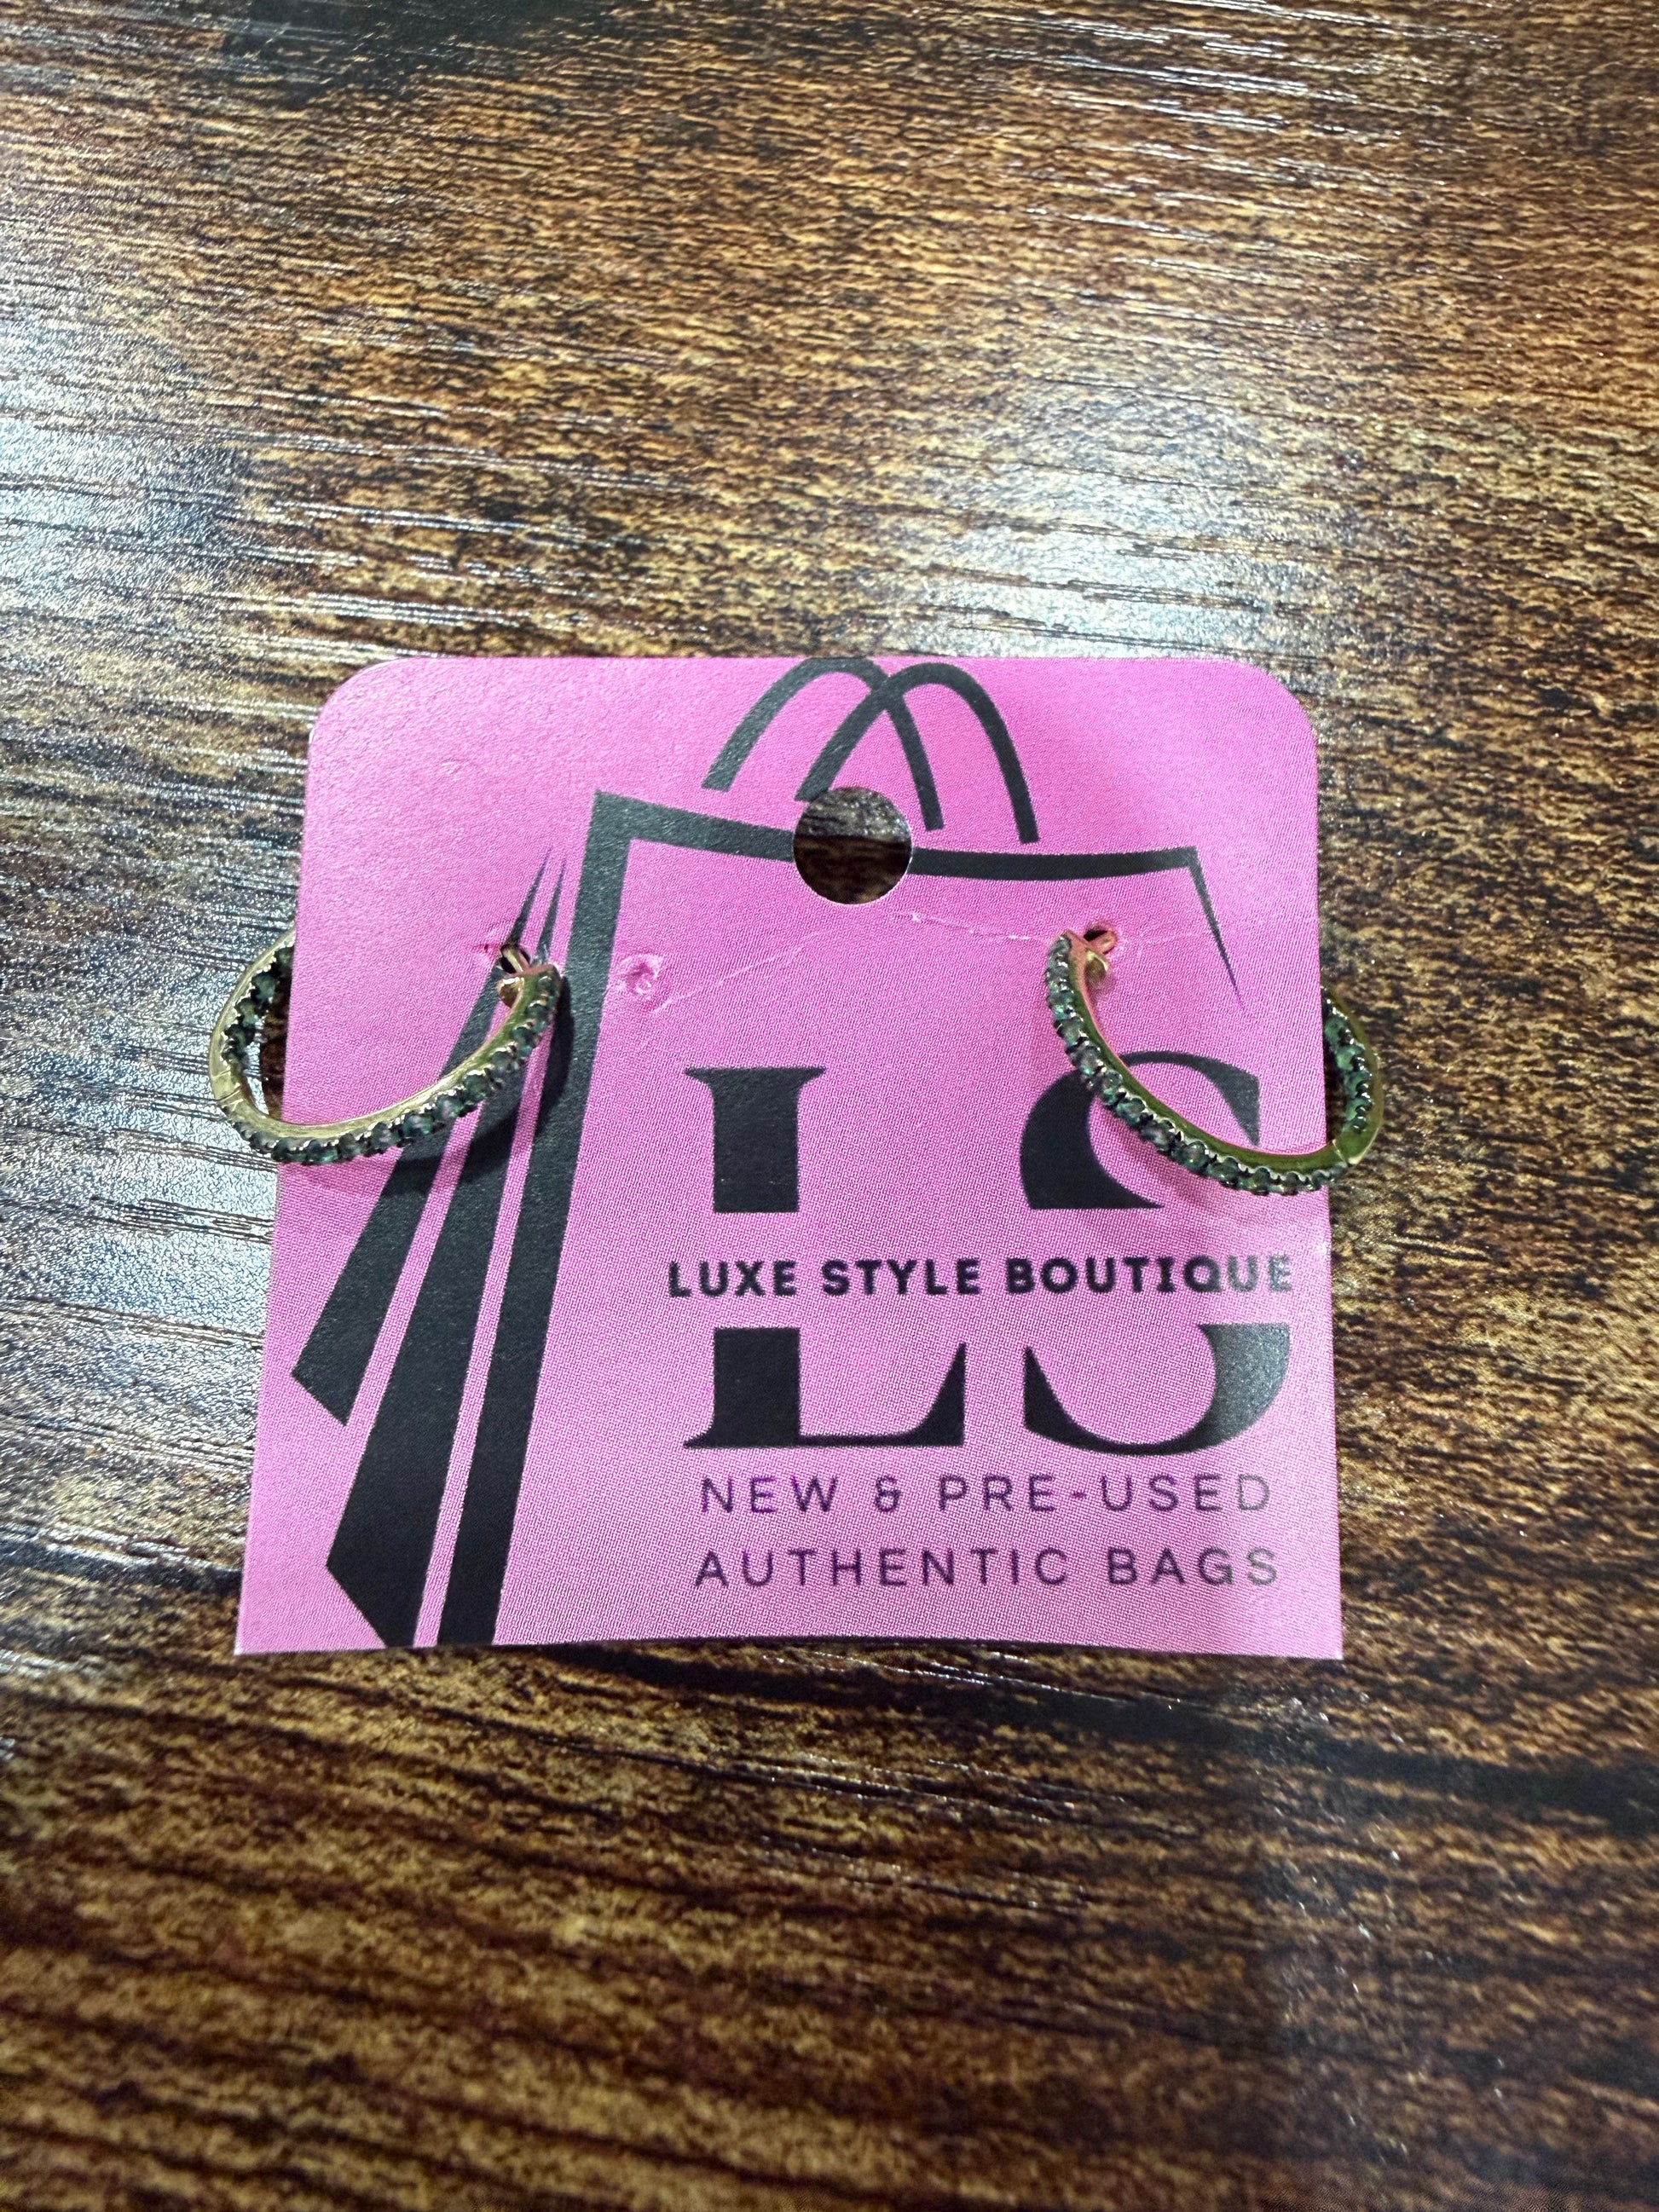 LS
LUXE STYLE BOUTIQUE
NEW & PRE-USED
AUTHENTIC BAGS